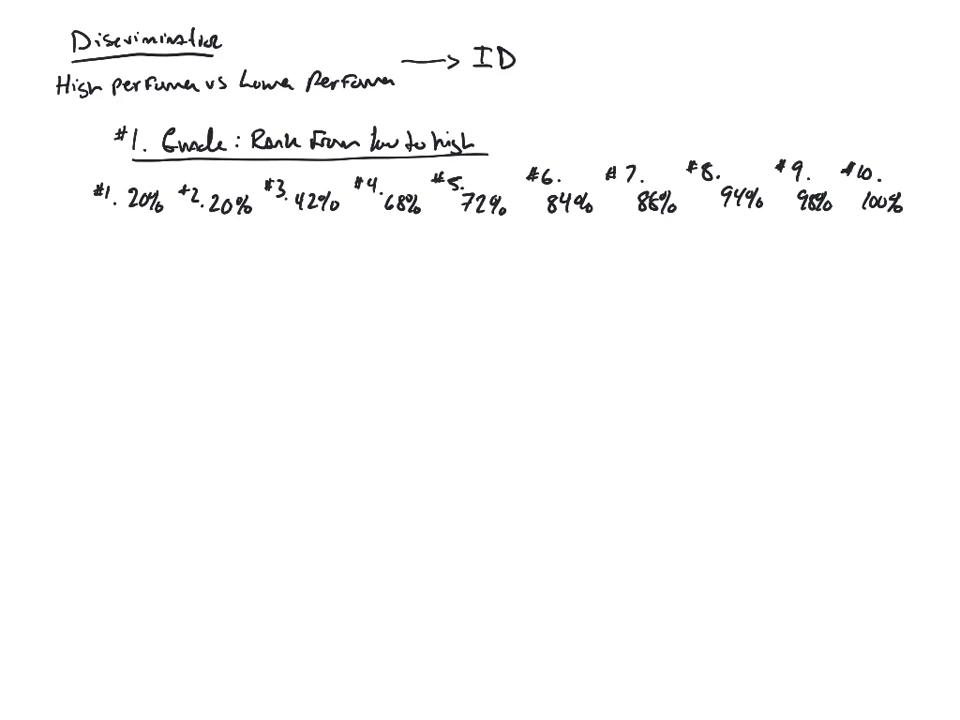 Discrimination
High performer vs Lower Performer → ID
#1. Grade: Rank from low to high
#1. 20% #2. 20% #3. 42% #4. 68% #5. 72% #6. 84% #7. 88% #8. 94% #9. 98% #10. 100%